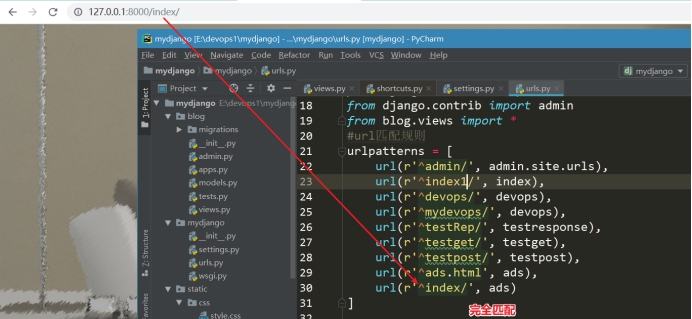 127.0.0.1:8000/index/
mydjango [E:\devops1\mydjango] - ...\mydjango\urls.py [mydjango] - PyCharm
File Edit View Navigate Code Refactor Run Tools VCS Window Help
mydjango mydjango urls.py mydjango
Project views.py shortcuts.py settings.py urls.py
1: Project
mydjango E:\devops1\mydjango
blog
migrations
__init__.py
admin.py
apps.py
models.py
tests.py
views.py
mydjango
__init__.py
settings.py
urls.py
wsgi.py
static
css
style.css
Z: Structure
Favorites
18 from django.contrib import admin
19 from blog.views import *
20 #url匹配规则
21 urlpatterns = [
22 url(r'^admin/', admin.site.urls),
23 url(r'^index1/', index),
24 url(r'^devops/', devops),
25 url(r'^mydevops/', devops),
26 url(r'^testRep/', testresponse),
27 url(r'^testget/', testget),
28 url(r'^testpost/', testpost),
29 url(r'^ads.html', ads),
30 url(r'^index/', ads)
31 ]
完全匹配